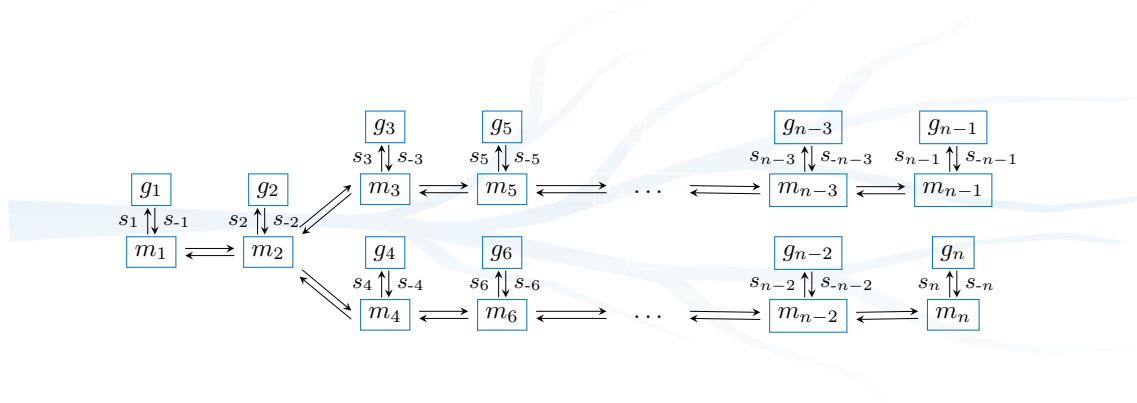 g₃ g₅ gₙ₋₃ gₙ₋₁
s₃ s₋₃ s₅ s₋₅ sₙ₋₃ s₋ₙ₋₃ sₙ₋₁ s₋ₙ₋₁
g₁ g₂ m₃ m₅ ... mₙ₋₃ mₙ₋₁
s₁ s₋₁ s₂ s₋₂
m₁ m₂ g₄ g₆ gₙ₋₂ gₙ
s₄ s₋₄ s₆ s₋₆ sₙ₋₂ s₋ₙ₋₂ sₙ s₋ₙ
m₄ m₆ ... mₙ₋₂ mₙ